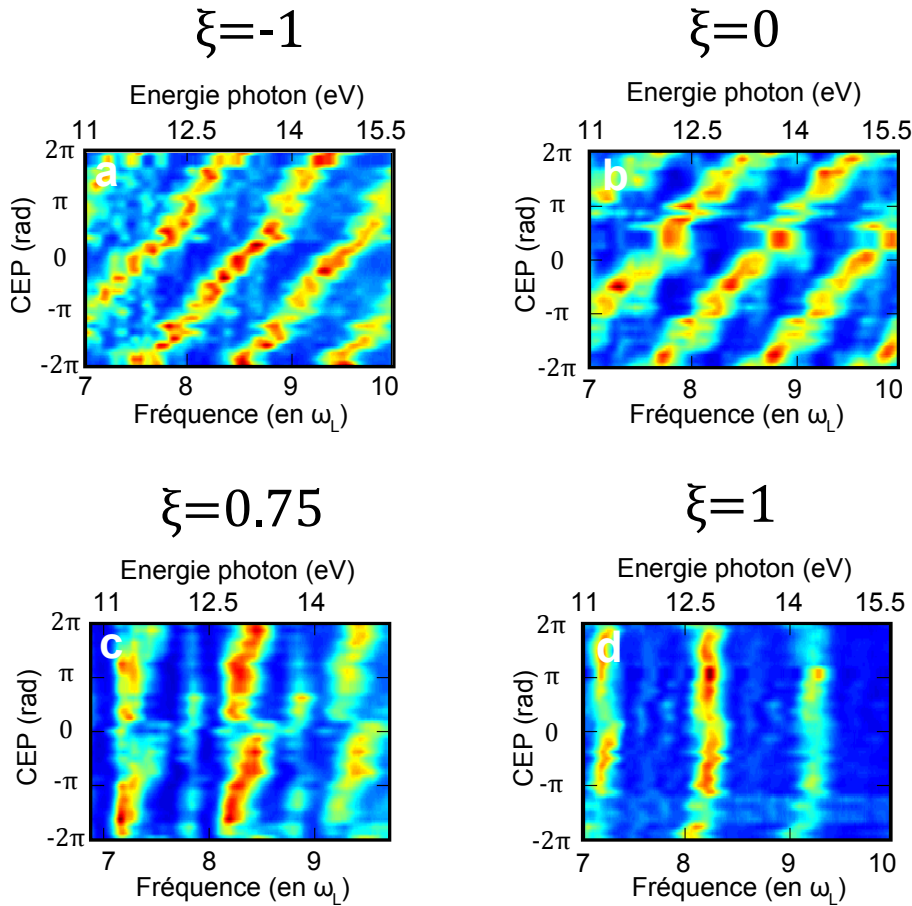 ξ=-1
Energie photon (eV)
11 12.5 14 15.5
a
CEP (rad)
2π
π
0
-π
-2π
7 8 9 10
Fréquence (en ω_L)
ξ=0
Energie photon (eV)
11 12.5 14 15.5
b
CEP (rad)
2π
π
0
-π
-2π
7 8 9 10
Fréquence (en ω_L)
ξ=0.75
Energie photon (eV)
11 12.5 14
c
CEP (rad)
2π
π
0
-π
-2π
7 8 9
Fréquence (en ω_L)
ξ=1
Energie photon (eV)
11 12.8 14 15.5
d
CEP (rad)
2π
π
0
-π
-2π
7 8 9 10
Fréquence (en ω_L)